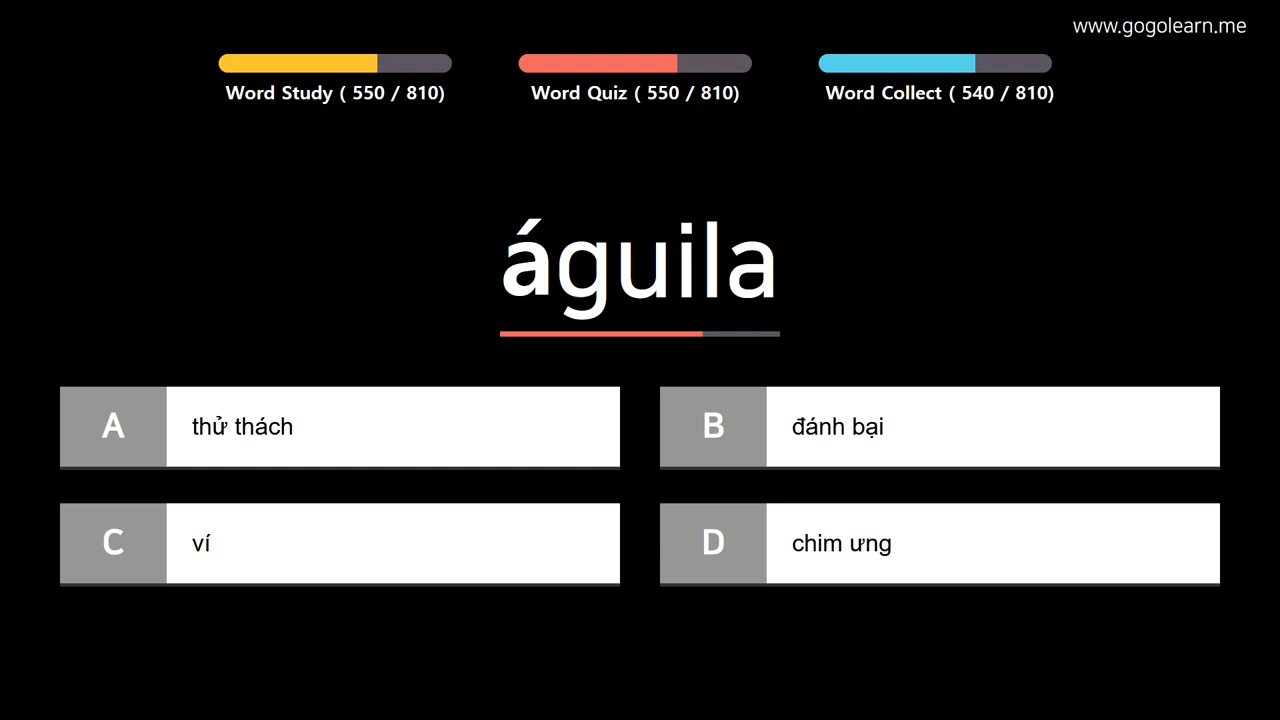 www.gogolearn.me
Word Study ( 550 / 810)
Word Quiz ( 550 / 810)
Word Collect ( 540 / 810)
águila
A thử thách
B đánh bại
C ví
D chim ưng